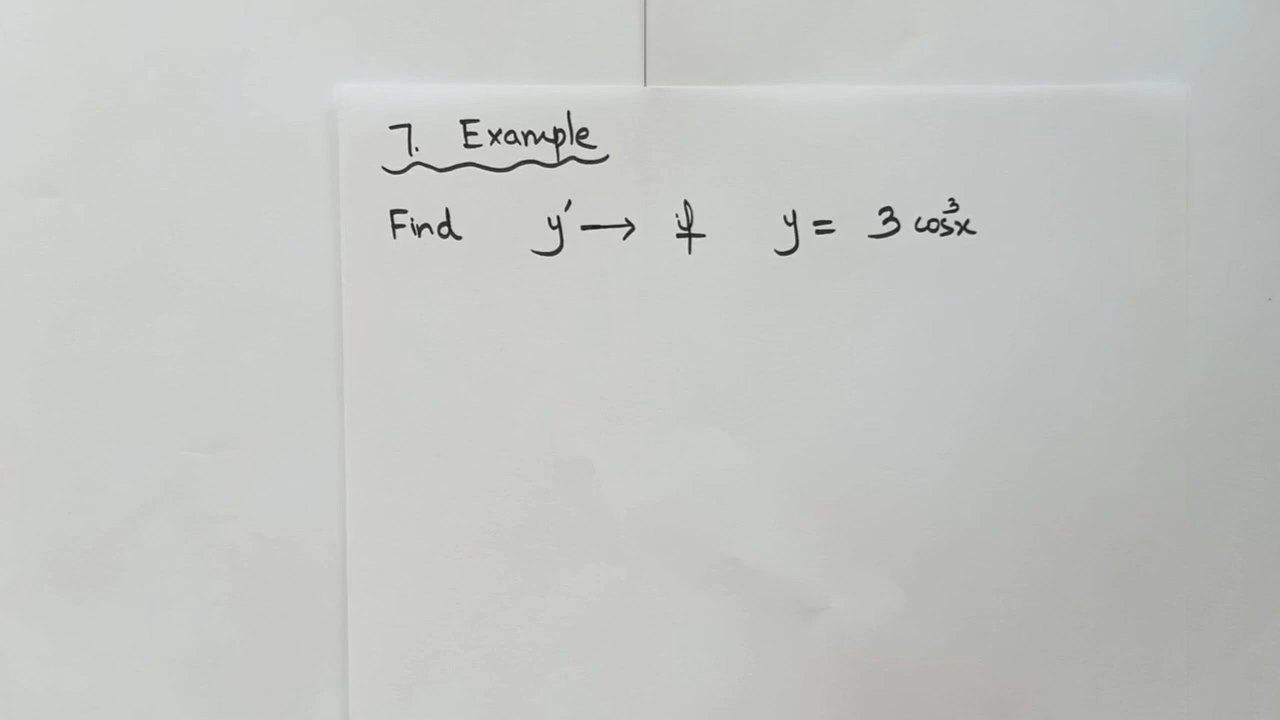 7. Example
Find y' → if y = 3 cos³x